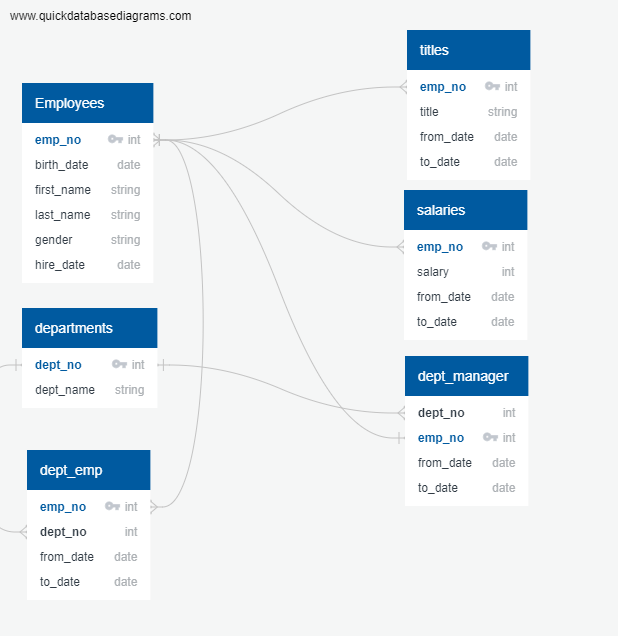 www.quickdatabasediagrams.com
Employees
emp_no int
birth_date date
first_name string
last_name string
gender string
hire_date date
departments
dept_no int
dept_name string
dept_emp
emp_no int
dept_no int
from_date date
to_date date
titles
emp_no int
title string
from_date date
to_date date
salaries
emp_no int
salary int
from_date date
to_date date
dept_manager
dept_no int
emp_no int
from_date date
to_date date